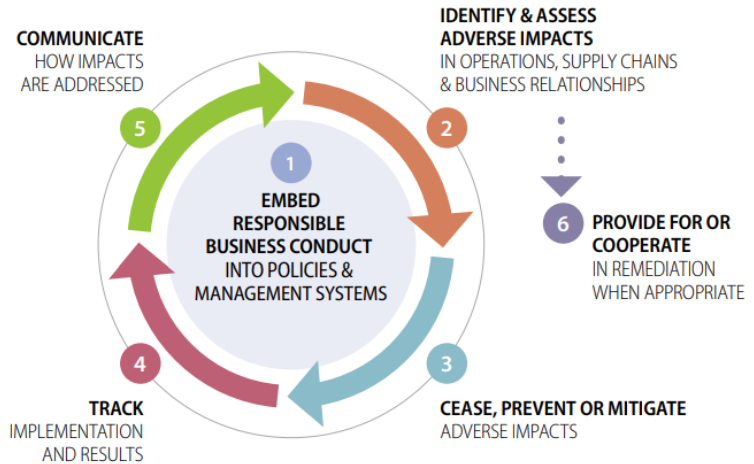 COMMUNICATE
HOW IMPACTS
ARE ADDRESSED
5
IDENTIFY & ASSESS
ADVERSE IMPACTS
IN OPERATIONS, SUPPLY CHAINS
& BUSINESS RELATIONSHIPS
2
1
EMBED
RESPONSIBLE
BUSINESS CONDUCT
INTO POLICIES &
MANAGEMENT SYSTEMS
6
PROVIDE FOR OR
COOPERATE
IN REMEDIATION
WHEN APPROPRIATE
4
TRACK
IMPLEMENTATION
AND RESULTS
3
CEASE, PREVENT OR MITIGATE
ADVERSE IMPACTS